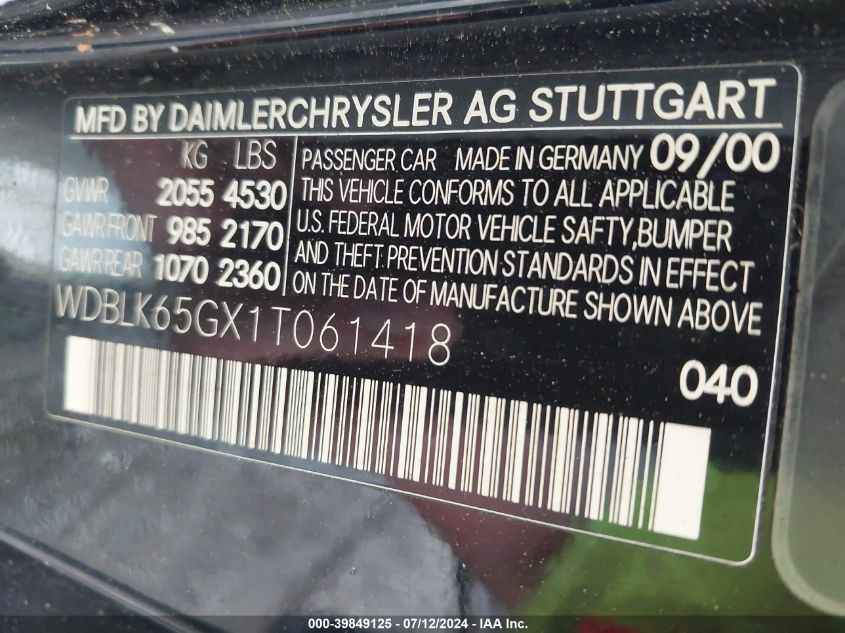 MFD BY DAIMLERCHRYSLER AG STUTTGART
KG LBS
GVWR 2055 4530
GAWR FRONT 985 2170
GAWR REAR 1070 2360
PASSENGER CAR MADE IN GERMANY 09/00
THIS VEHICLE CONFORMS TO ALL APPLICABLE
U.S. FEDERAL MOTOR VEHICLE SAFTY,BUMPER
AND THEFT PREVENTION STANDARDS IN EFFECT
ON THE DATE OF MANUFACTURE SHOWN ABOVE
WDBLK65GX1T061418
040
000-39849125 - 07/12/2024 - IAA Inc.